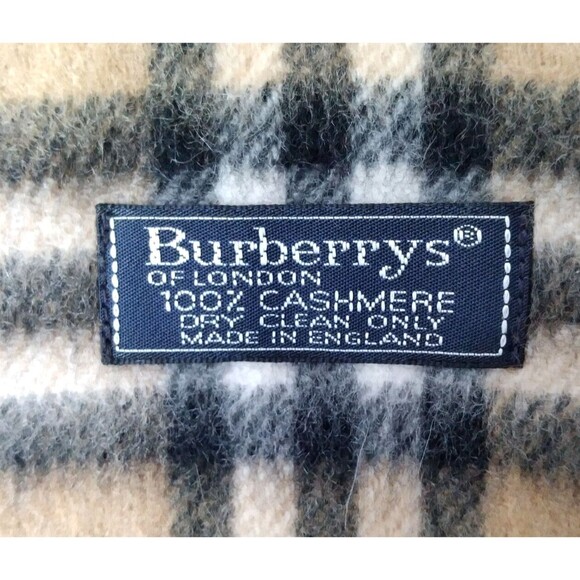 Burberrys®
OF LONDON
100% CASHMERE
DRY CLEAN ONLY
MADE IN ENGLAND